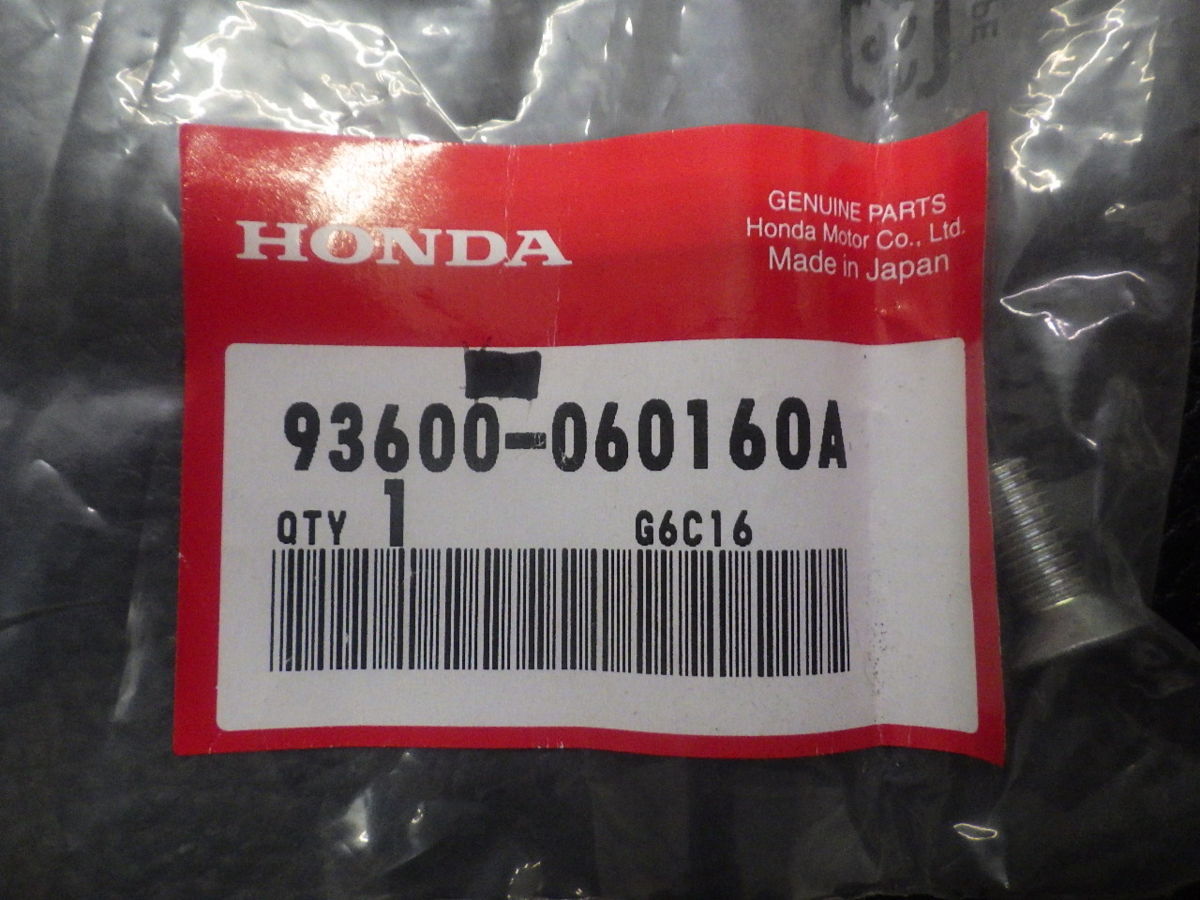 HONDA
GENUINE PARTS
Honda Motor Co., Ltd.
Made in Japan
93600-060160A
QTY 1 G6C16